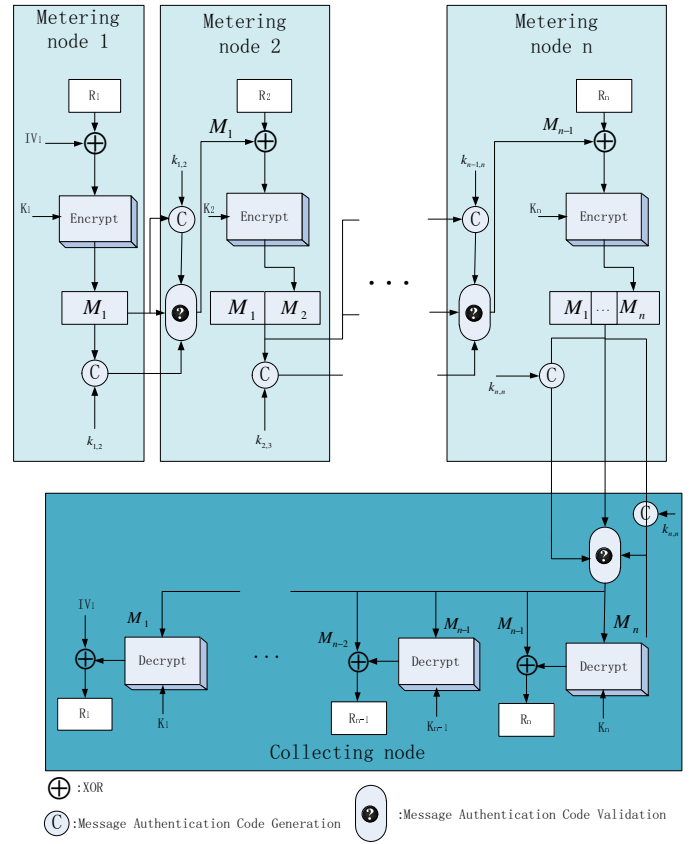 Metering
node 1
Metering
node 2
Metering
node n
R1
R2
Rn
IV1
M1
Mn-1
k1,2
kn-1,n
K1
Encrypt
C
K2
Encrypt
C
Kn
Encrypt
M1
?
M1 M2
...
?
M1 ... Mn
C
C
kn,n
C
k1,2
k2,3
C
kn,n
?
IV1
M1
Mn-2
Mn-1
Mn-1
Mn
Decrypt
...
Decrypt
Decrypt
R1
K1
Rn-1
Kn-1
Rn
Kn
Collecting node
:XOR
C :Message Authentication Code Generation
? :Message Authentication Code Validation